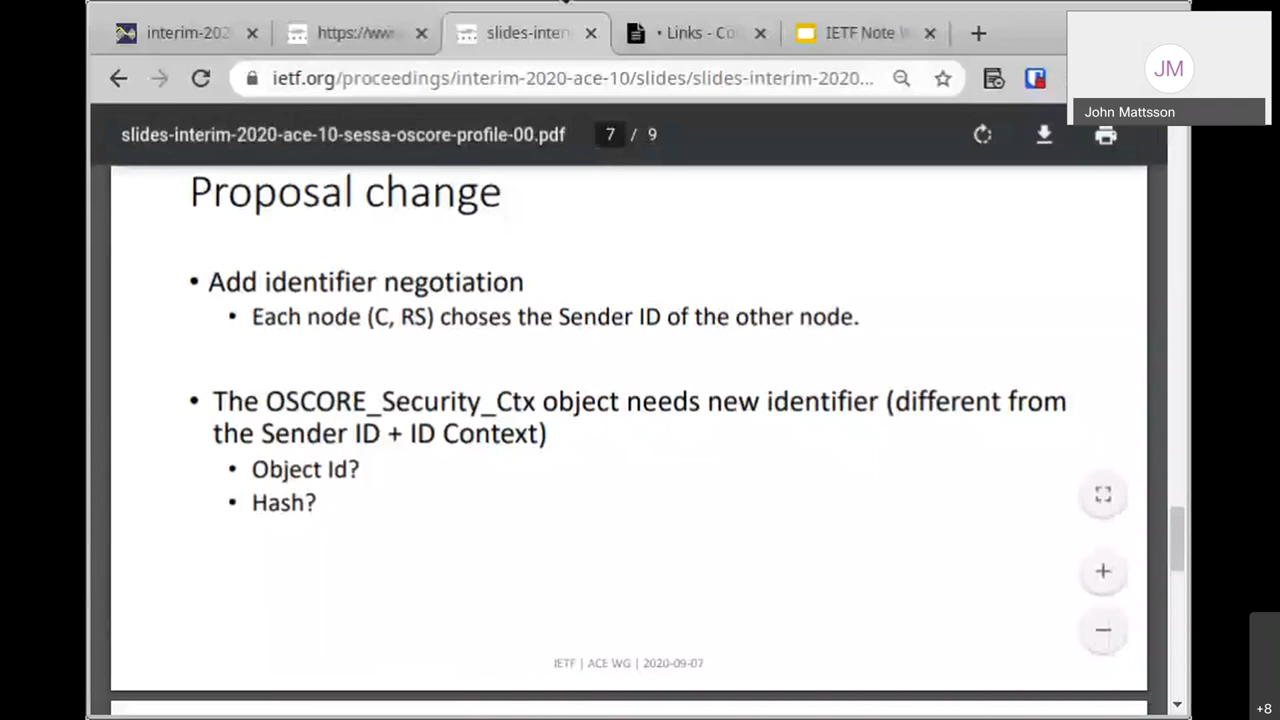 interim-202
https://www
slides-inten
• Links - Co
IETF Note W
ietf.org/proceedings/interim-2020-ace-10/slides/slides-interim-2020...
JM
John Mattsson
slides-interim-2020-ace-10-sessa-oscore-profile-00.pdf 7 / 9
Proposal change
• Add identifier negotiation
• Each node (C, RS) choses the Sender ID of the other node.
• The OSCORE_Security_Ctx object needs new identifier (different from
the Sender ID + ID Context)
• Object Id?
• Hash?
IETF | ACE WG | 2020-09-07
+8